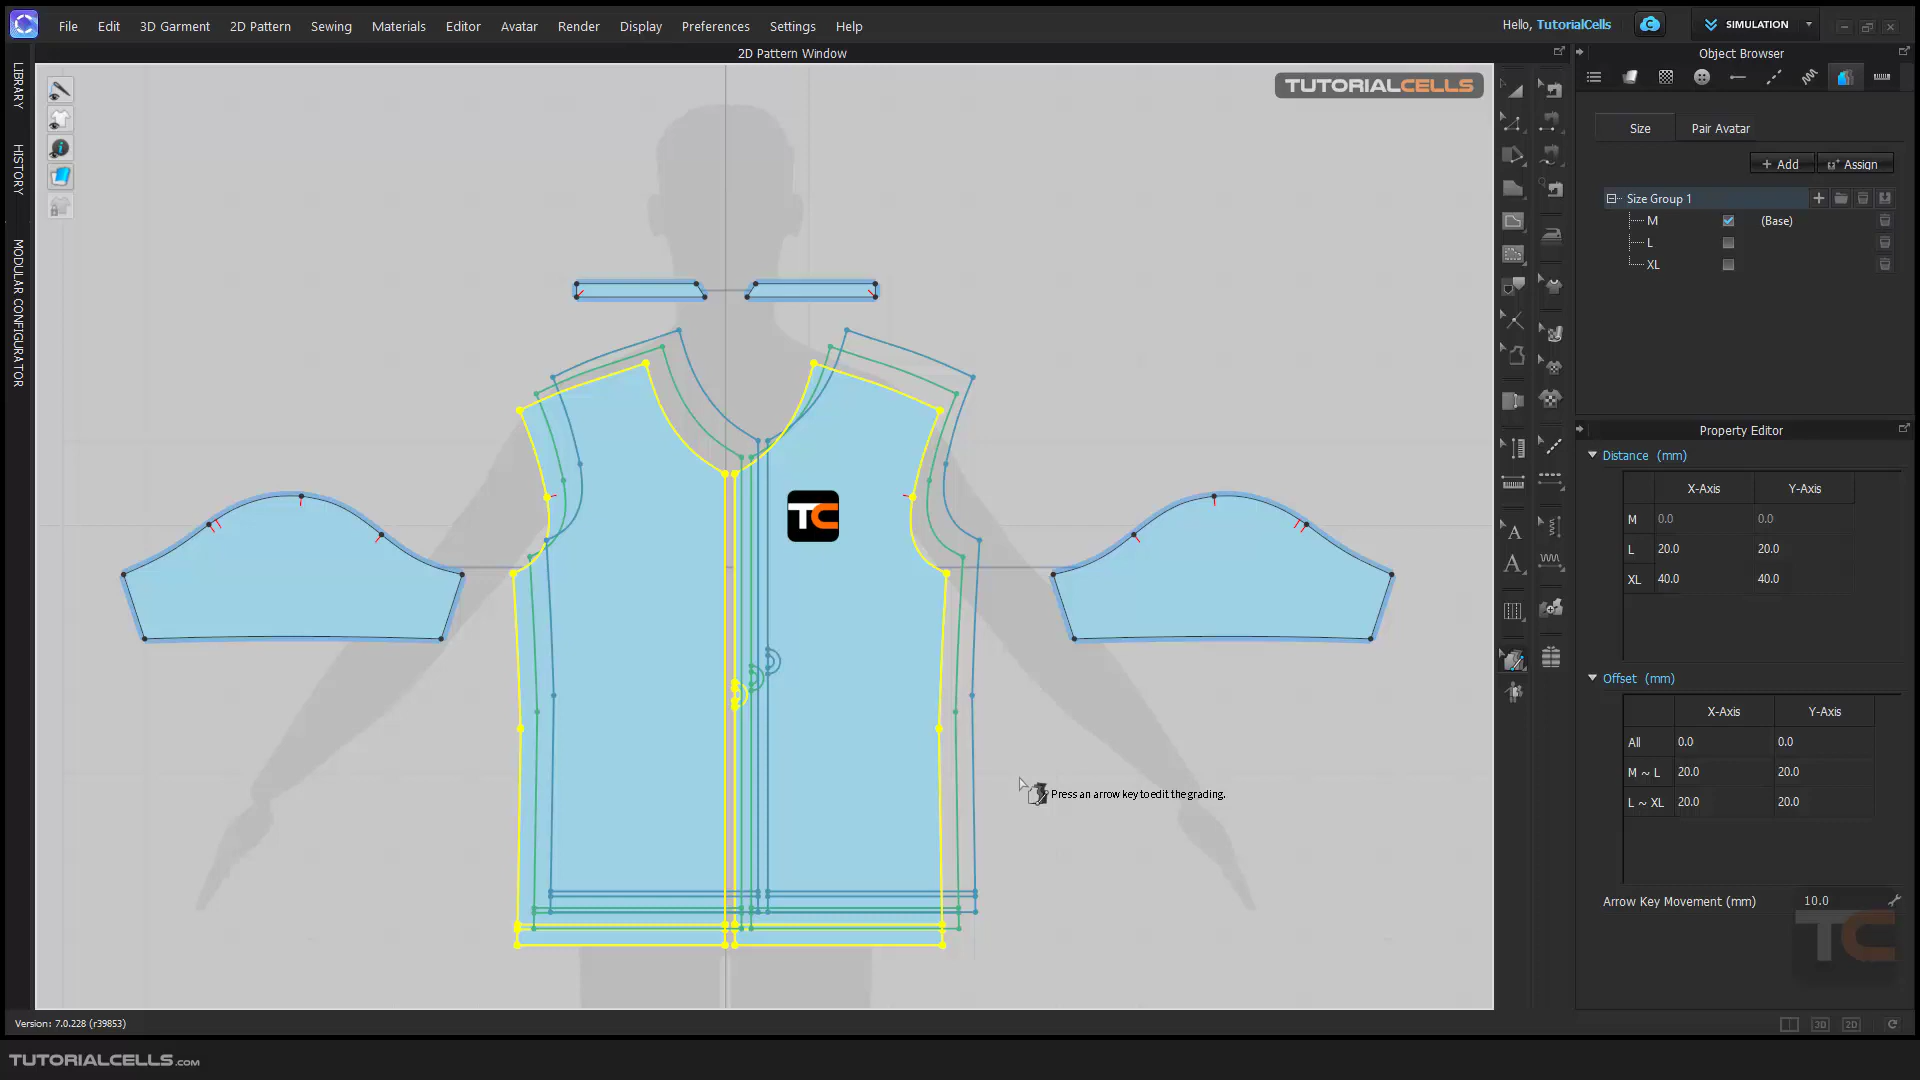 File Edit 3D Garment 2D Pattern Sewing Materials Editor Avatar Render Display Preferences Settings Help
Hello, TutorialCells
SIMULATION
2D Pattern Window
LIBRARY
HISTORY
MODULAR CONFIGURATOR
TUTORIALCELLS
TC
Press an arrow key to edit the grading.
Object Browser
Size Pair Avatar
+ Add Assign
Size Group 1
M (Base)
L
XL
Property Editor
Distance (mm)
X-Axis Y-Axis
M 0.0 0.0
L 20.0 20.0
XL 40.0 40.0
Offset (mm)
X-Axis Y-Axis
All 0.0 0.0
M ~ L 20.0 20.0
L ~ XL 20.0 20.0
Arrow Key Movement (mm) 10.0
TC
Version: 7.0.228 (r39853)
3D 2D
TUTORIALCELLS.com